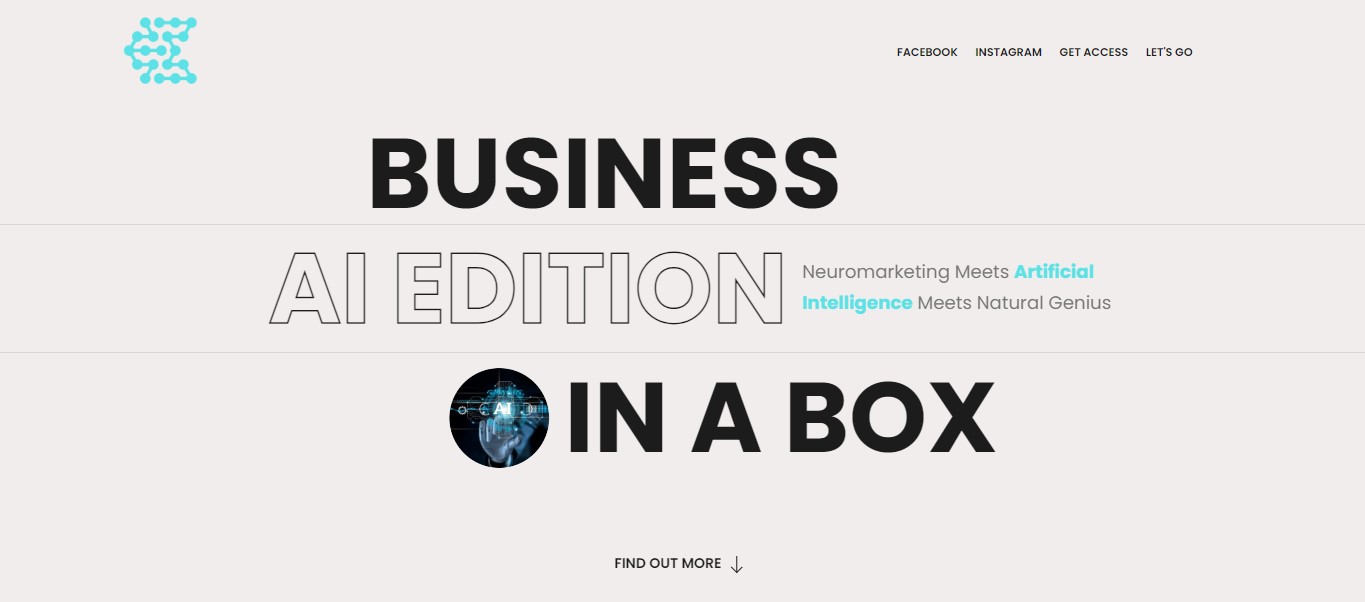 FACEBOOK INSTAGRAM GET ACCESS LET'S GO
BUSINESS
AI EDITION
Neuromarketing Meets Artificial
Intelligence Meets Natural Genius
AI
IN A BOX
FIND OUT MORE